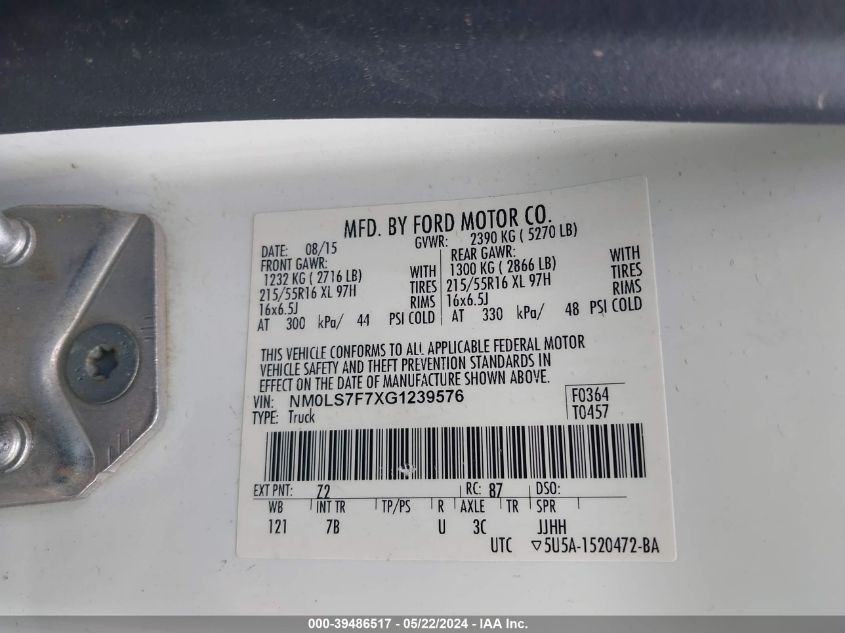 MFD. BY FORD MOTOR CO.
DATE: 08/15 GVWR: 2390 KG ( 5270 LB)
FRONT GAWR: REAR GAWR:
1232 KG ( 2716 LB) WITH 1300 KG ( 2866 LB) WITH
215/55R16 XL 97H TIRES 215/55R16 XL 97H TIRES
16x6.5J RIMS 16x6.5J RIMS
AT 300 kPa/ 44 PSI COLD AT 330 kPa/ 48 PSI COLD
THIS VEHICLE CONFORMS TO ALL APPLICABLE FEDERAL MOTOR
VEHICLE SAFETY AND THEFT PREVENTION STANDARDS IN
EFFECT ON THE DATE OF MANUFACTURE SHOWN ABOVE.
VIN: NM0LS7F7XG1239576 F0364
TYPE: Truck T0457
EXT PNT: Z2 RC: 87 DSO:
WB INT TR TP/PS R AXLE TR SPR
121 7B U 3C JJHH
UTC ▽5U5A-1520472-BA
000-39486517 - 05/22/2024 - IAA Inc.